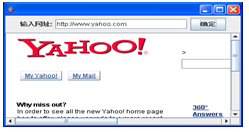 输入网址: http://www.yahoo.com 确定
YAHOO!
>
My Yahoo! My Mail
Why miss out?
In order to see all the new Yahoo! home page
360°
Answers